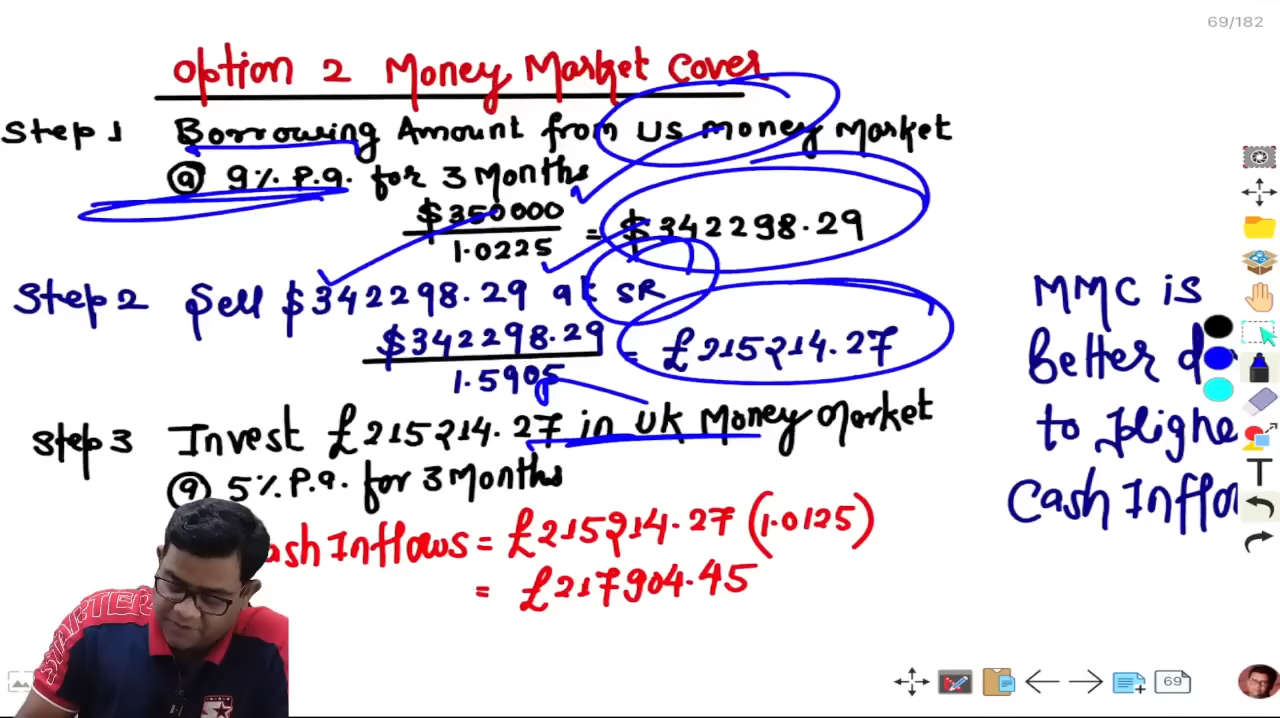 69/182
Option 2 Money Market Cover
Step 1 Borrowing Amount from US Money Market
@ 9% P.a. for 3 Months
$350000
1.0225
= $342298.29
Step 2 Sell $342298.29 at SR
$342298.29
1.5905
= £215214.27
Step 3 Invest £215214.27 in UK Money Market
@ 5% P.a. for 3 Months
Cash Inflows = £215214.27 (1.0125)
= £217904.45
MMC is
Better d
to Highe
Cash Inflo
STARTER
69